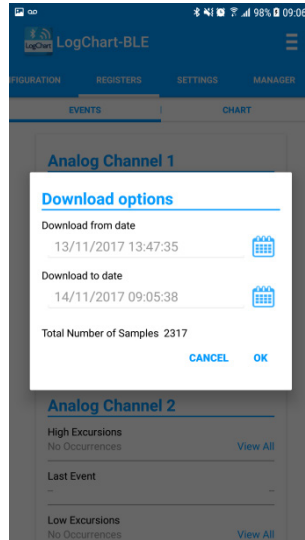 98% 09:06
LogChart LogChart-BLE
FIGURATION REGISTERS SETTINGS MANAGER
EVENTS CHART
Analog Channel 1
Download options
Download from date
13/11/2017 13:47:35
Download to date
14/11/2017 09:05:38
Total Number of Samples 2317
CANCEL OK
Analog Channel 2
High Excursions
No Occurrences View All
Last Event
-- --
Low Excursions
No Occurrences View All